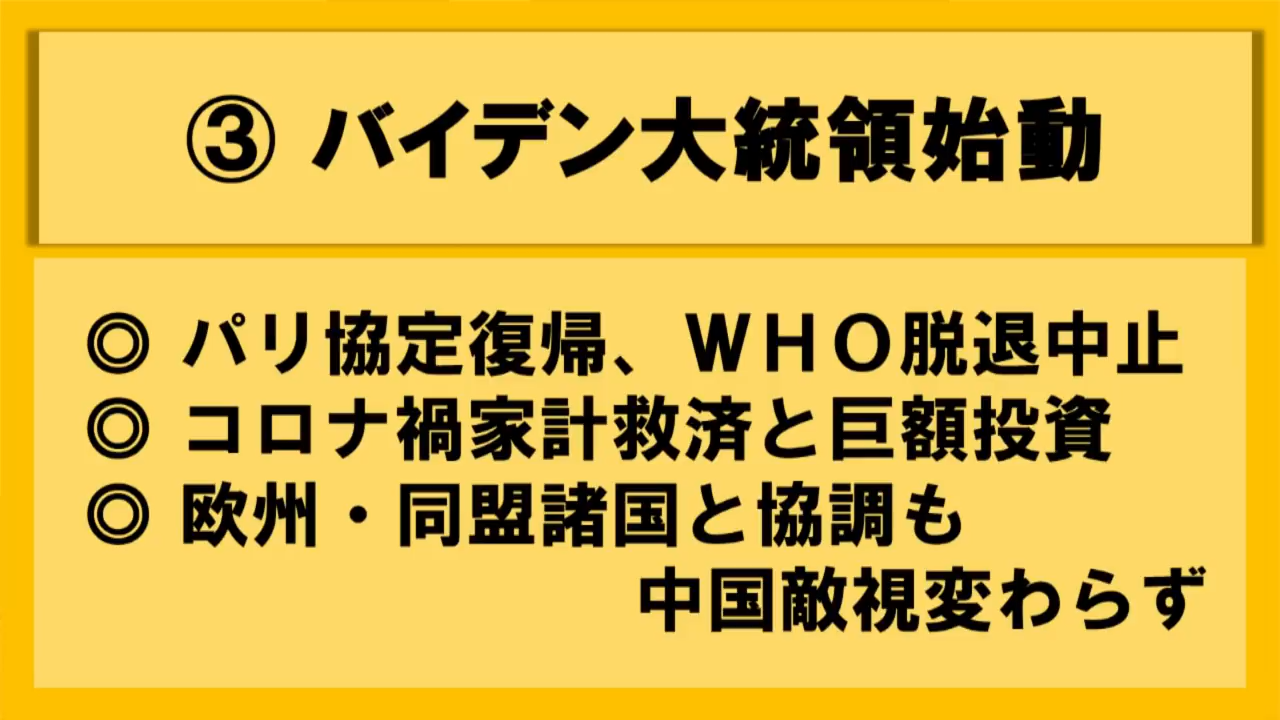 ③ バイデン大統領始動
◎ パリ協定復帰、ＷＨＯ脱退中止
◎ コロナ禍家計救済と巨額投資
◎ 欧州・同盟諸国と協調も
中国敵視変わらず